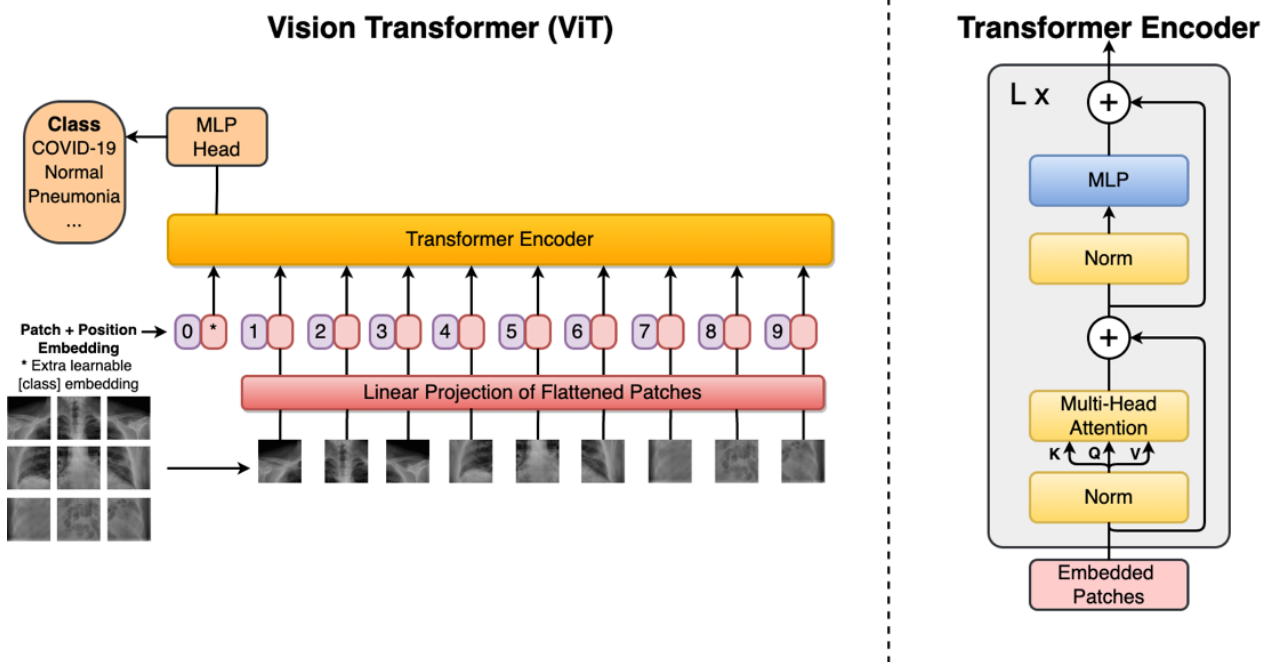 Vision Transformer (ViT)
Class
COVID-19
Normal
Pneumonia
...
MLP
Head
Transformer Encoder
Patch + Position
Embedding
* Extra learnable
[class] embedding
0 * 1 2 3 4 5 6 7 8 9
Linear Projection of Flattened Patches
Transformer Encoder
L x
+
MLP
Norm
+
Multi-Head
Attention
K Q V
Norm
Embedded
Patches